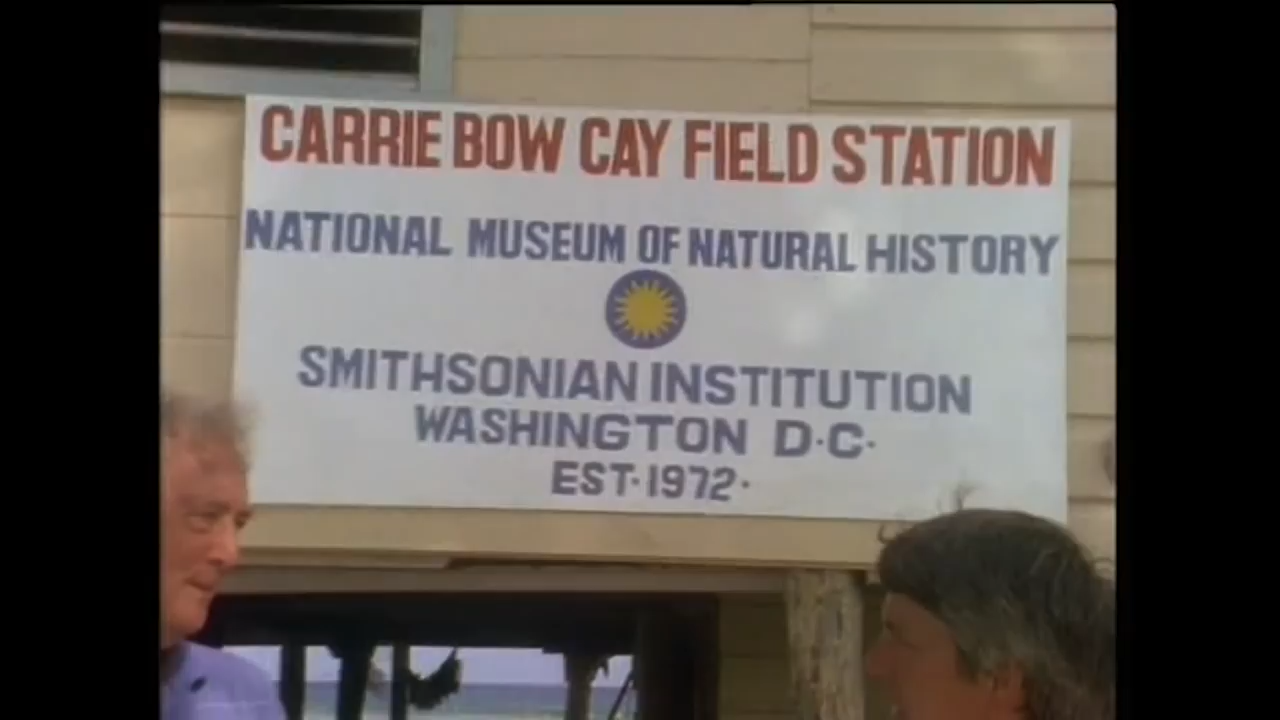 CARRIE BOW CAY FIELD STATION
NATIONAL MUSEUM OF NATURAL HISTORY
SMITHSONIAN INSTITUTION
WASHINGTON D.C.
EST. 1972.